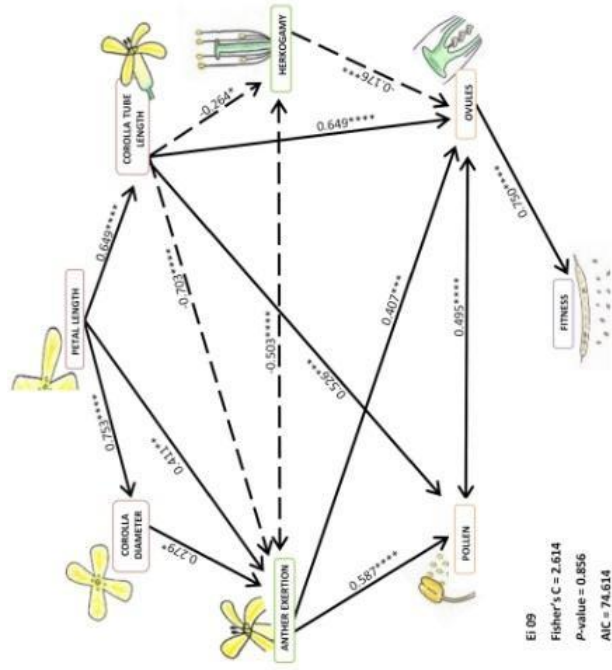 PETAL LENGTH
COROLLA DIAMETER
COROLLA TUBE
LENGTH
0.753****
0.649****
0.411**
0.279*
-0.703****
-0.264*
ANTHER EXERTION
HERKOGAMY
-0.503****
0.649****
-0.176**
0.526***
0.407***
0.587****
POLLEN
OVULES
0.495****
0.750****
FITNESS
Ei 09
Fisher's C = 2.614
P-value = 0.856
AIC = 74.614